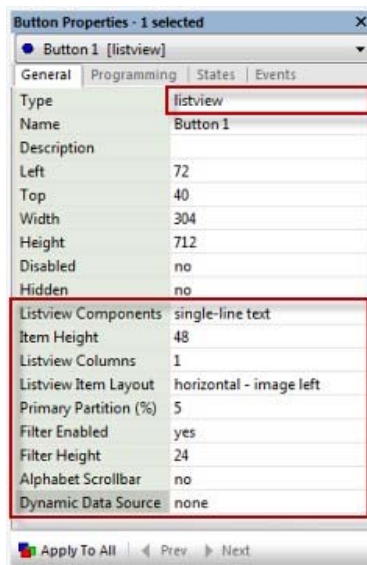 Button Properties - 1 selected ×
Button 1 [listview]
General Programming States Events
Type listview
Name Button 1
Description
Left 72
Top 40
Width 304
Height 712
Disabled no
Hidden no
Listview Components single-line text
Item Height 48
Listview Columns 1
Listview Item Layout horizontal - image left
Primary Partition (%) 5
Filter Enabled yes
Filter Height 24
Alphabet Scrollbar no
Dynamic Data Source none
Apply To All Prev Next